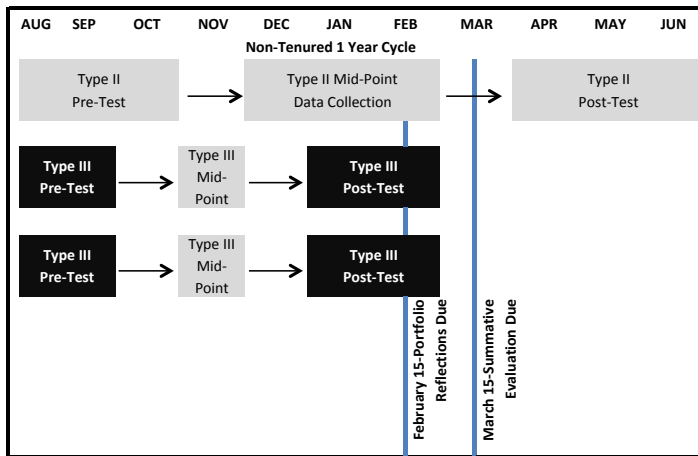 AUG SEP OCT NOV DEC JAN FEB MAR APR MAY JUN
Non-Tenured 1 Year Cycle
Type II
Pre-Test
Type II Mid-Point
Data Collection
Type II
Post-Test
Type III
Pre-Test
Type III
Mid-
Point
Type III
Post-Test
Type III
Pre-Test
Type III
Mid-
Point
Type III
Post-Test
February 15-Portfolio
Reflections Due
March 15-Summative
Evaluation Due